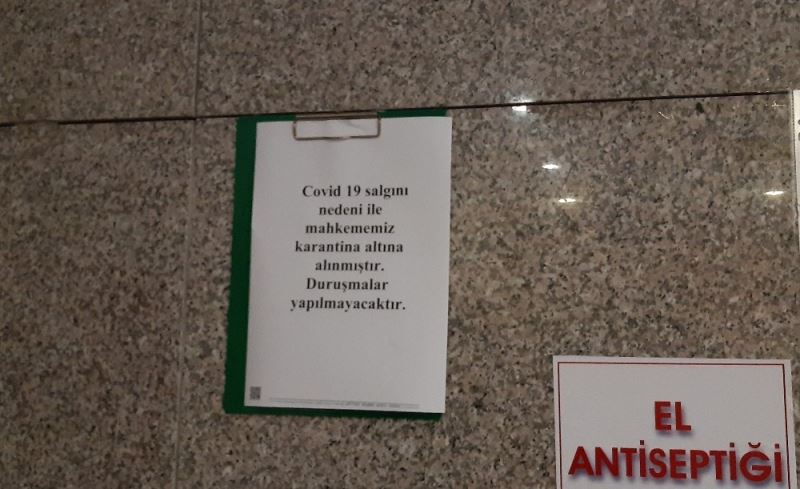 Covid 19 salgını
nedeni ile
mahkememiz
karantina altına
alınmıştır.
Duruşmalar
yapılmayacaktır.
EL
ANTİSEPTİĞİ